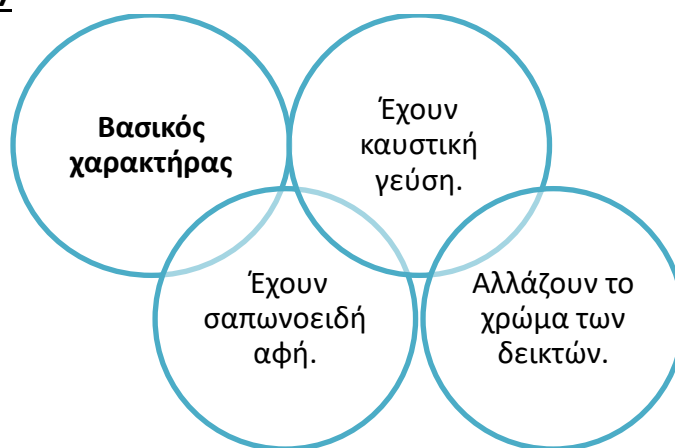 Βασικός
χαρακτήρας
Έχουν
καυστική
γεύση.
Έχουν
σαπωνοειδή
αφή.
Αλλάζουν το
χρώμα των
δεικτών.